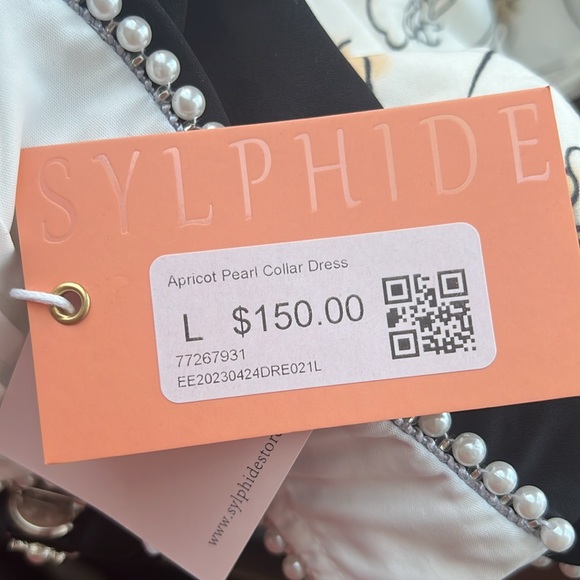 SYLPHIDE
Apricot Pearl Collar Dress
L $150.00
77267931
EE20230424DRE021L
www.sylphidestor